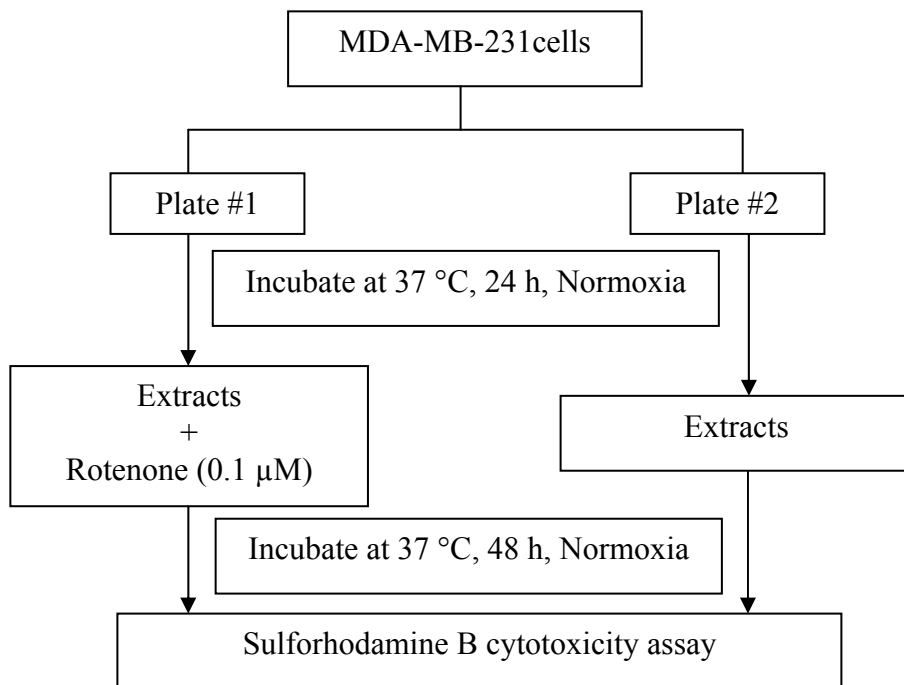 MDA-MB-231cells
Plate #1
Plate #2
Incubate at 37 °C, 24 h, Normoxia
Extracts
+
Rotenone (0.1 µM)
Extracts
Incubate at 37 °C, 48 h, Normoxia
Sulforhodamine B cytotoxicity assay